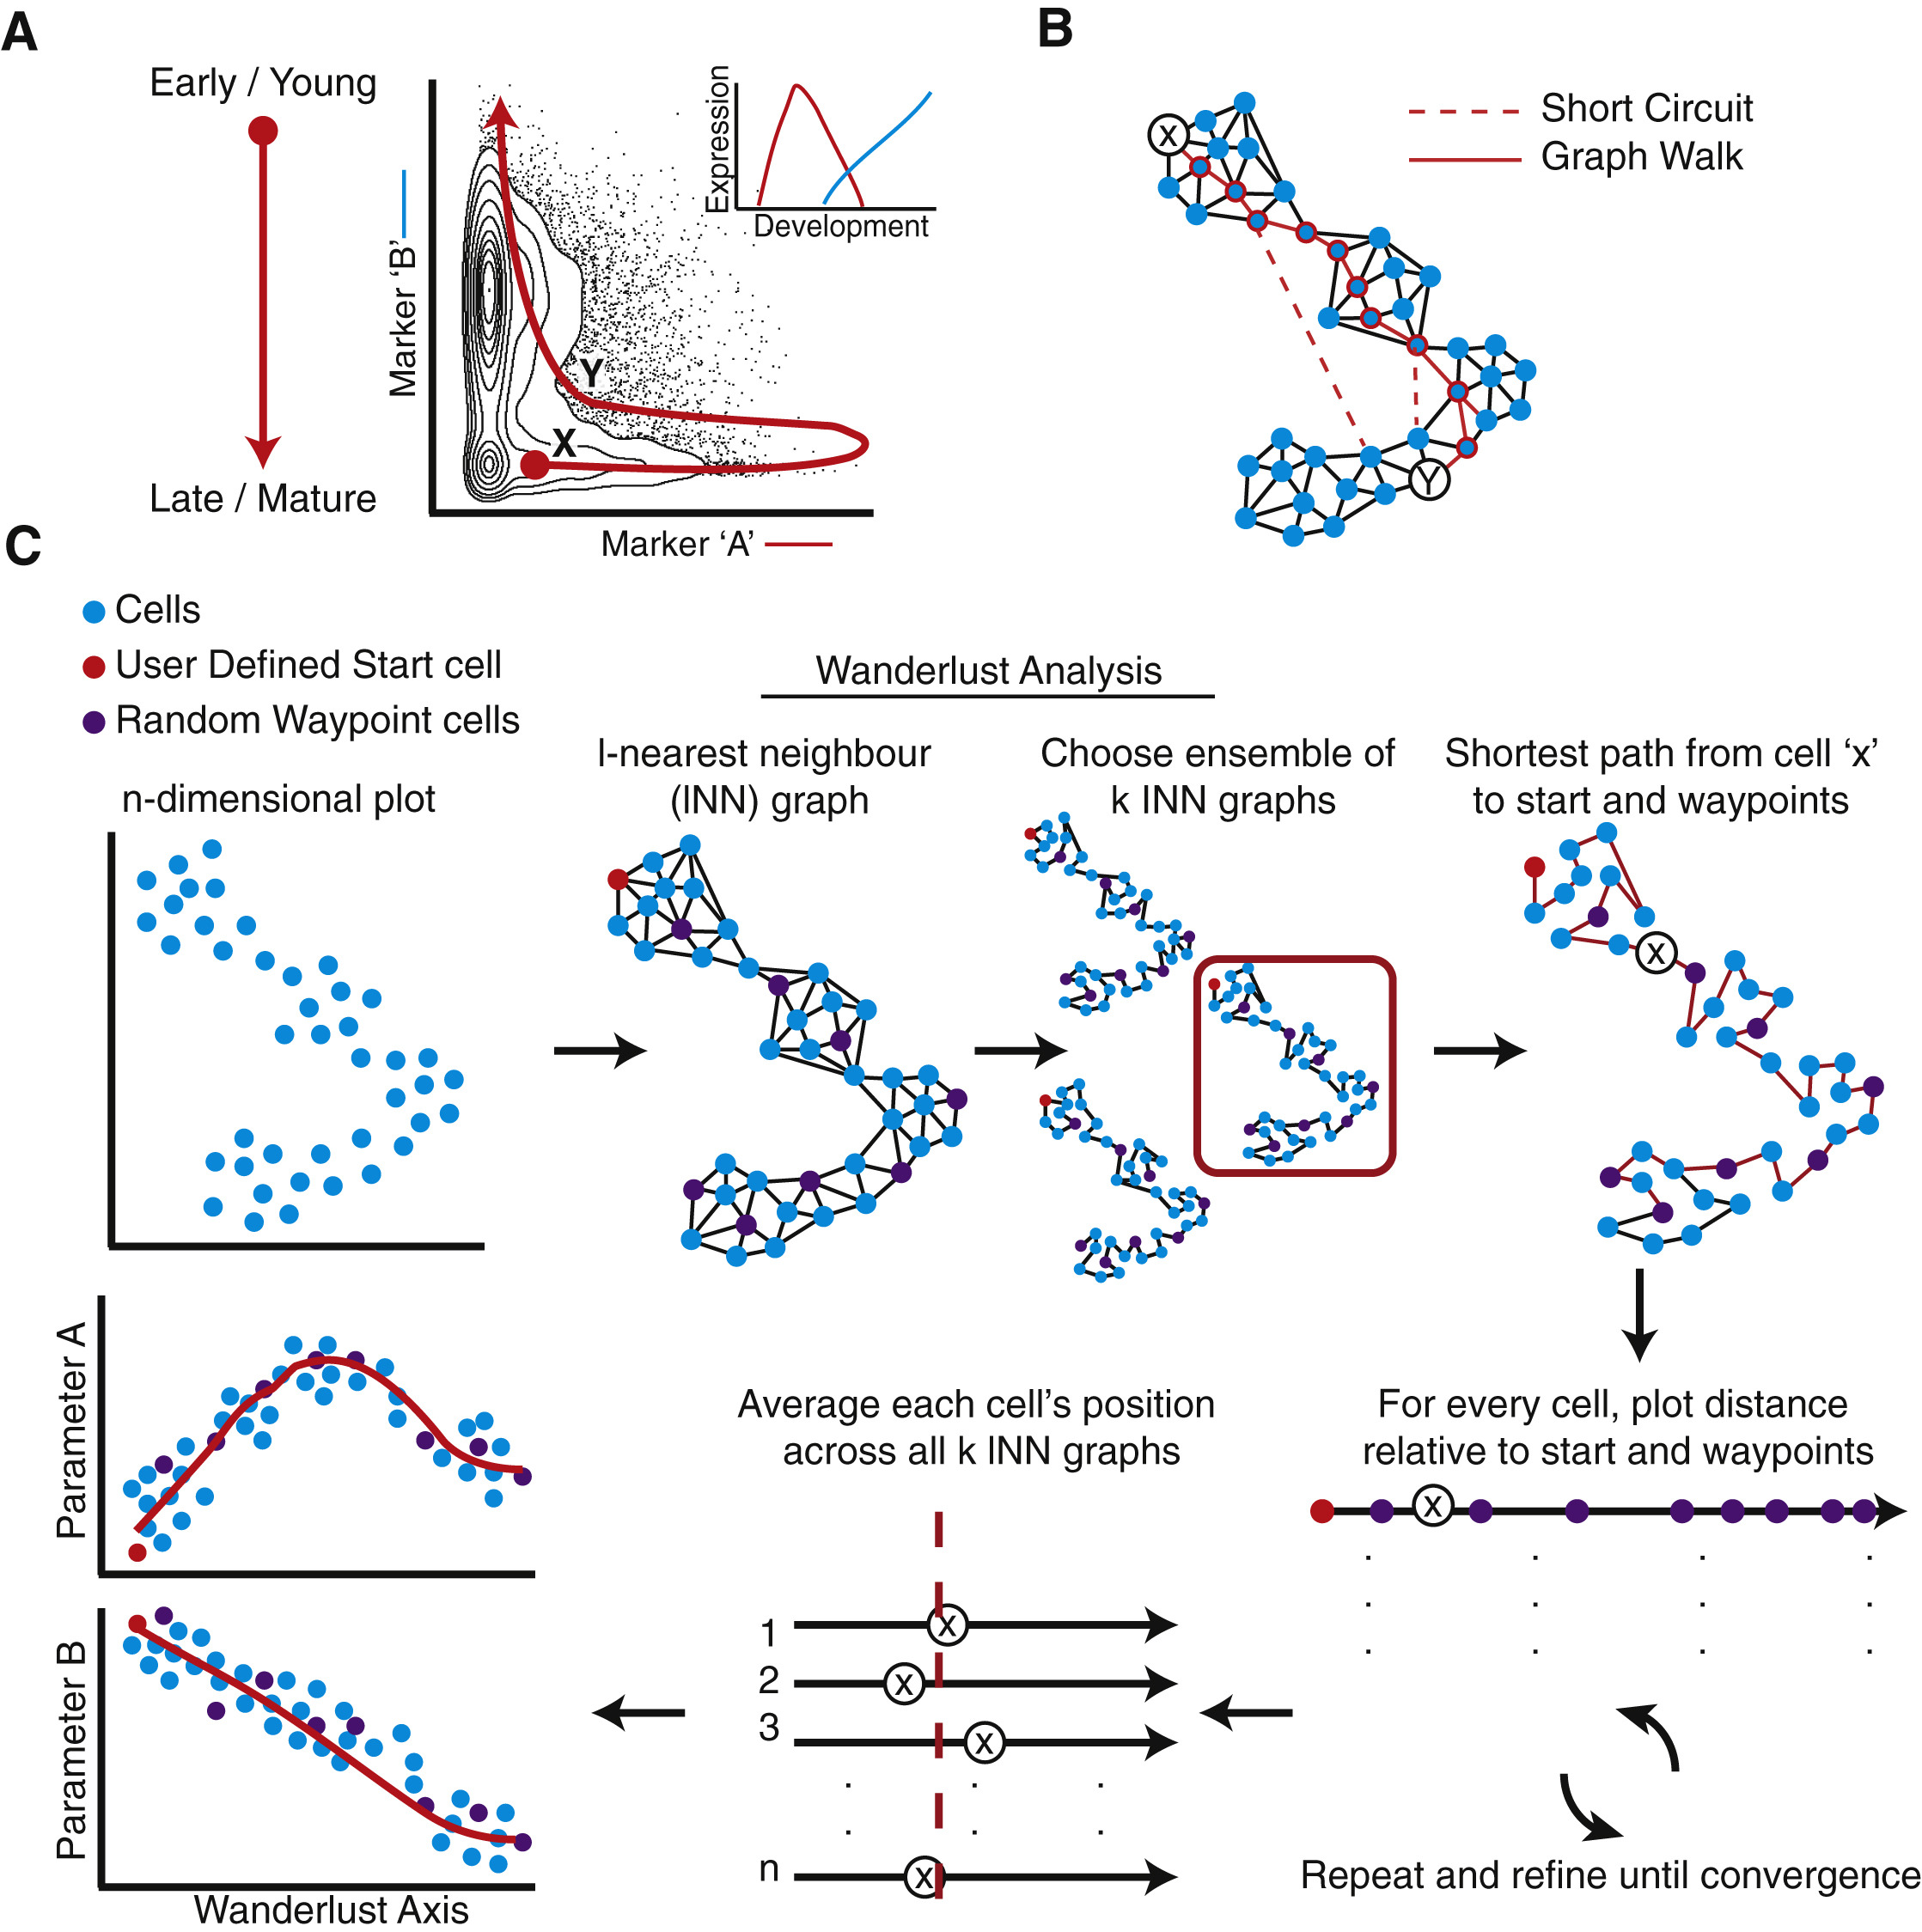 A
Early / Young
Late / Mature
Marker ‘B’
Marker ‘A’
Expression
Development
Y
X
B
X
Short Circuit
Graph Walk
Y
C
Cells
User Defined Start cell
Random Waypoint cells
Wanderlust Analysis
n-dimensional plot
l-nearest neighbour
(lNN) graph
Choose ensemble of
k lNN graphs
Shortest path from cell ‘x’
to start and waypoints
X
For every cell, plot distance
relative to start and waypoints
X
Repeat and refine until convergence
Average each cell’s position
across all k lNN graphs
1
X
2
X
3
X
n
X
Parameter A
Parameter B
Wanderlust Axis